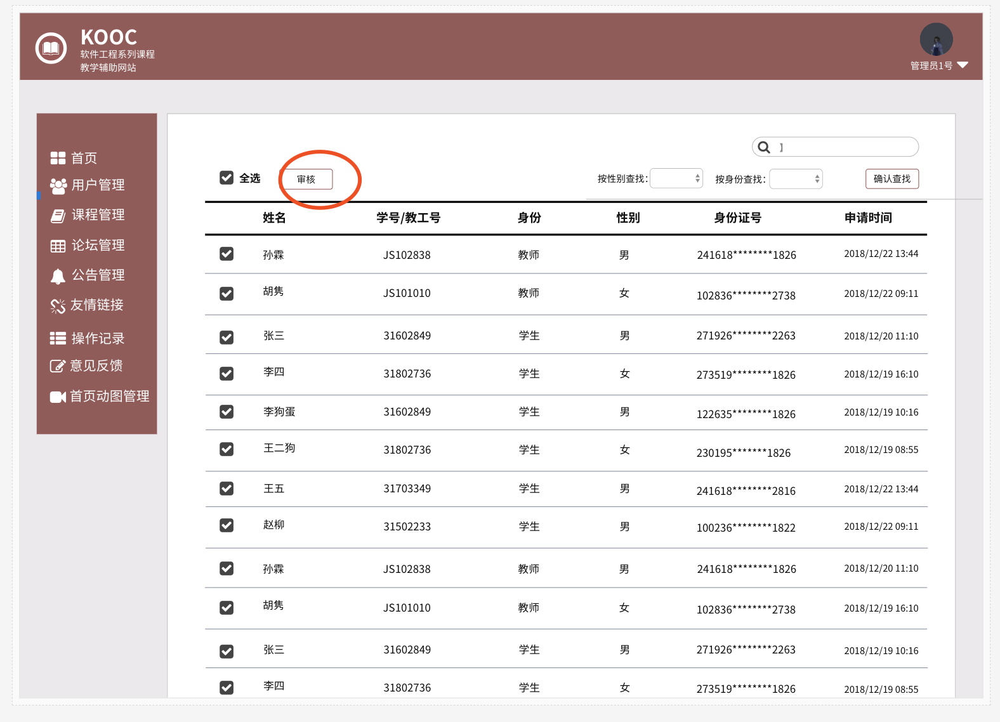 KOOC
软件工程系列课程
教学辅助网站
管理员1号
首页
用户管理
课程管理
论坛管理
公告管理
友情链接
操作记录
意见反馈
首页动图管理
】
全选 审核 按性别查找: 按身份查找: 确认查找
姓名 学号/教工号 身份 性别 身份证号 申请时间
孙霖 JS102838 教师 男 241618********1826 2018/12/22 13:44
胡隽 JS101010 教师 女 102836********2738 2018/12/22 09:11
张三 31602849 学生 男 271926********2263 2018/12/20 11:10
李四 31802736 学生 女 273519********1826 2018/12/19 16:10
李狗蛋 31602849 学生 男 122635********1826 2018/12/19 10:16
王二狗 31802736 学生 女 230195*******1826 2018/12/19 08:55
王五 31703349 学生 男 241618********2816 2018/12/22 13:44
赵柳 31502233 学生 男 100236********1822 2018/12/22 09:11
孙霖 JS102838 教师 男 241618********1826 2018/12/20 11:10
胡隽 JS101010 教师 女 102836********2738 2018/12/19 16:10
张三 31602849 学生 男 271926********2263 2018/12/19 10:16
李四 31802736 学生 女 273519********1826 2018/12/19 08:55